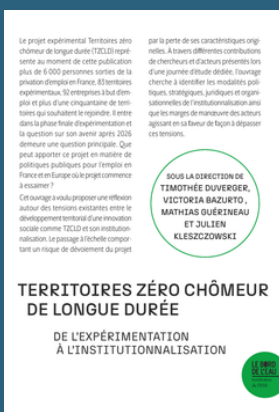 Le projet expérimental Territoires zéro
chômeur de longue durée (TZCLD) repré-
sente au moment de cette publication
plus de 6 000 personnes sorties de la
privation d'emploi en France, 83 territoires
expérimentaux, 92 entreprises à but d'em-
ploi et plus d'une cinquantaine de terri-
toires qui souhaitent le rejoindre. Il entre
dans la phase finale d'expérimentation et
la question sur son avenir après 2026
demeure une question principale. Que
peut apporter ce projet en matière de
politiques publiques pour l'emploi en
France et en Europe où le projet commence
à essaimer ?
Cet ouvrage a voulu proposer une réflexion
autour des tensions existantes entre le
développement territorial d'une innovation
sociale comme TZCLD et son institution-
nalisation. Le passage à l'échelle compor-
tant un risque de dévoiement du projet
par la perte de ses caractéristiques origi-
nelles. À travers différentes contributions
de chercheurs et d'acteurs présentés lors
d'une journée d'étude dédiée, l'ouvrage
cherche à identifier les modalités poli-
tiques, stratégiques, juridiques et organi-
sationnelles de l'institutionnalisation ainsi
que les marges de manœuvre des acteurs
agissant en sa faveur de façon à dépasser
ces tensions.
SOUS LA DIRECTION DE
TIMOTHÉE DUVERGER,
VICTORIA BAZURTO,
MATHIAS GUÉRINEAU
ET JULIEN
KLESZCZOWSKI
TERRITOIRES ZÉRO CHÔMEUR
DE LONGUE DURÉE
DE L'EXPÉRIMENTATION
À L'INSTITUTIONNALISATION
LE BORD
DE L'EAU